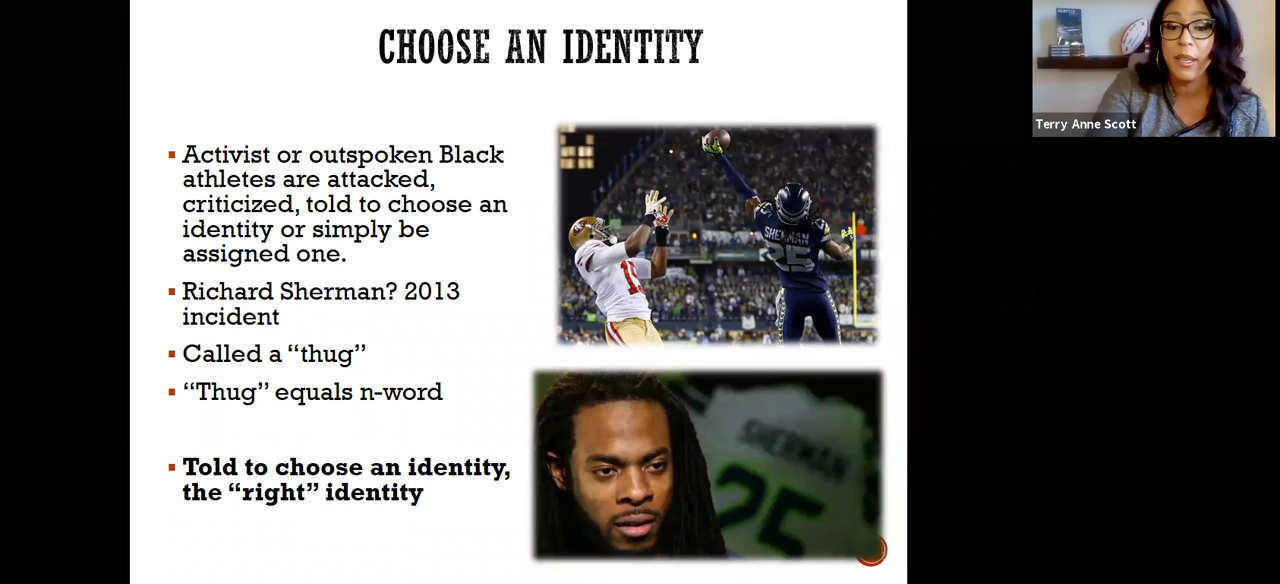 CHOOSE AN IDENTITY
Activist or outspoken Black
athletes are attacked,
criticized, told to choose an
identity or simply be
assigned one.
Richard Sherman? 2013
incident
Called a “thug”
“Thug” equals n-word
Told to choose an identity,
the “right” identity
SHERMAN
25
SHERMAN
25
Terry Anne Scott